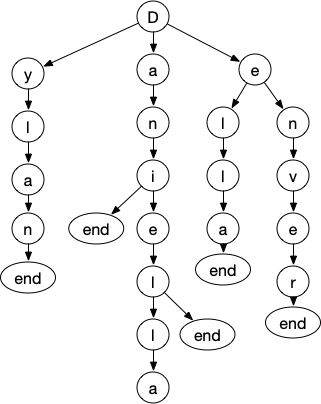 D
y a e
l n l n
a i l v
n end e a e
end l end r
l end end
a